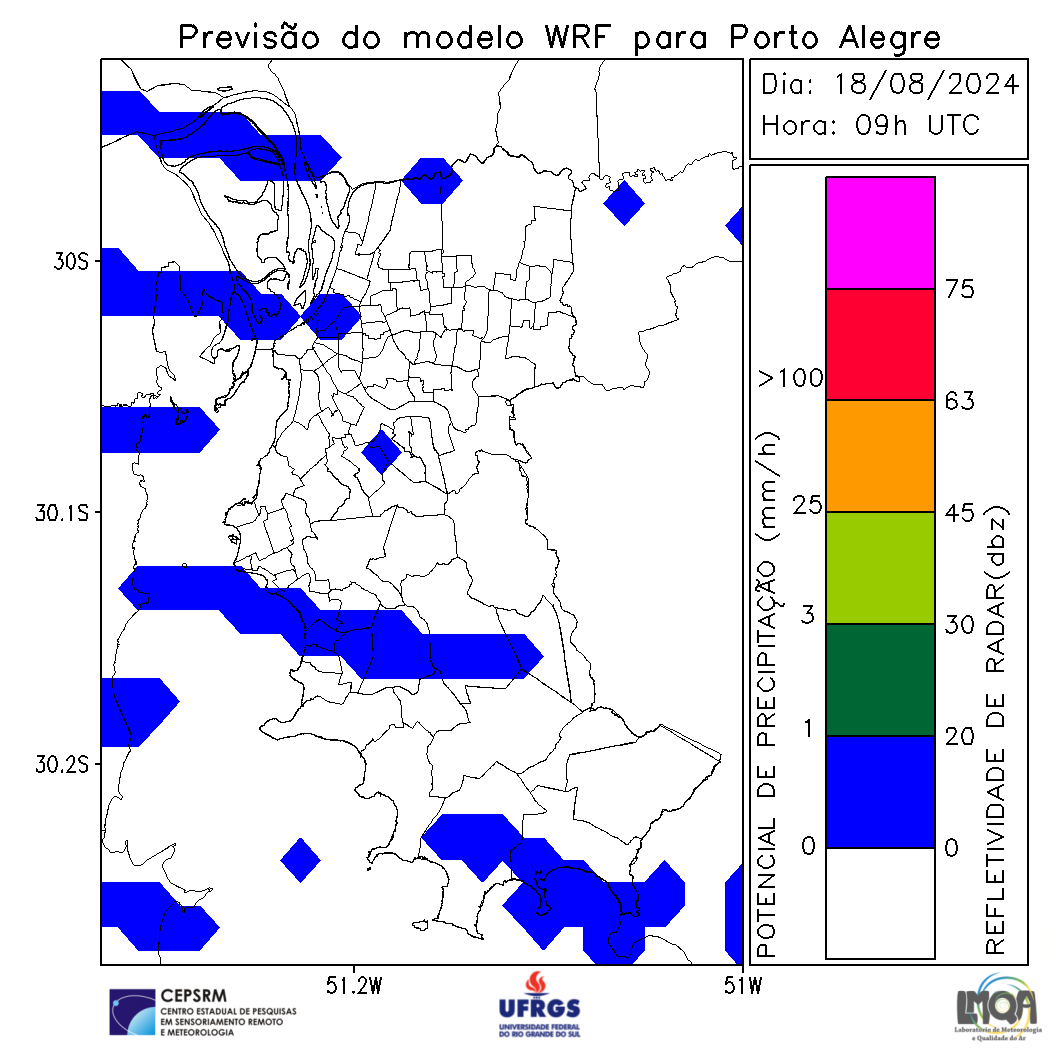 Previsão do modelo WRF para Porto Alegre
Dia: 18/08/2024
Hora: 09h UTC
30S
30.1S
30.2S
51.2W
51W
POTENCIAL DE PRECIPITAÇÃO (mm/h)
>100
25
3
1
0
75
63
45
30
20
0
REFLETIVIDADE DE RADAR(dbz)
CEPSRM
CENTRO ESTADUAL DE PESQUISAS
EM SENSORIAMENTO REMOTO
E METEOROLOGIA
UFRGS
UNIVERSIDADE FEDERAL
DO RIO GRANDE DO SUL
LMQA
Laboratório de Meteorologia
e Qualidade do Ar